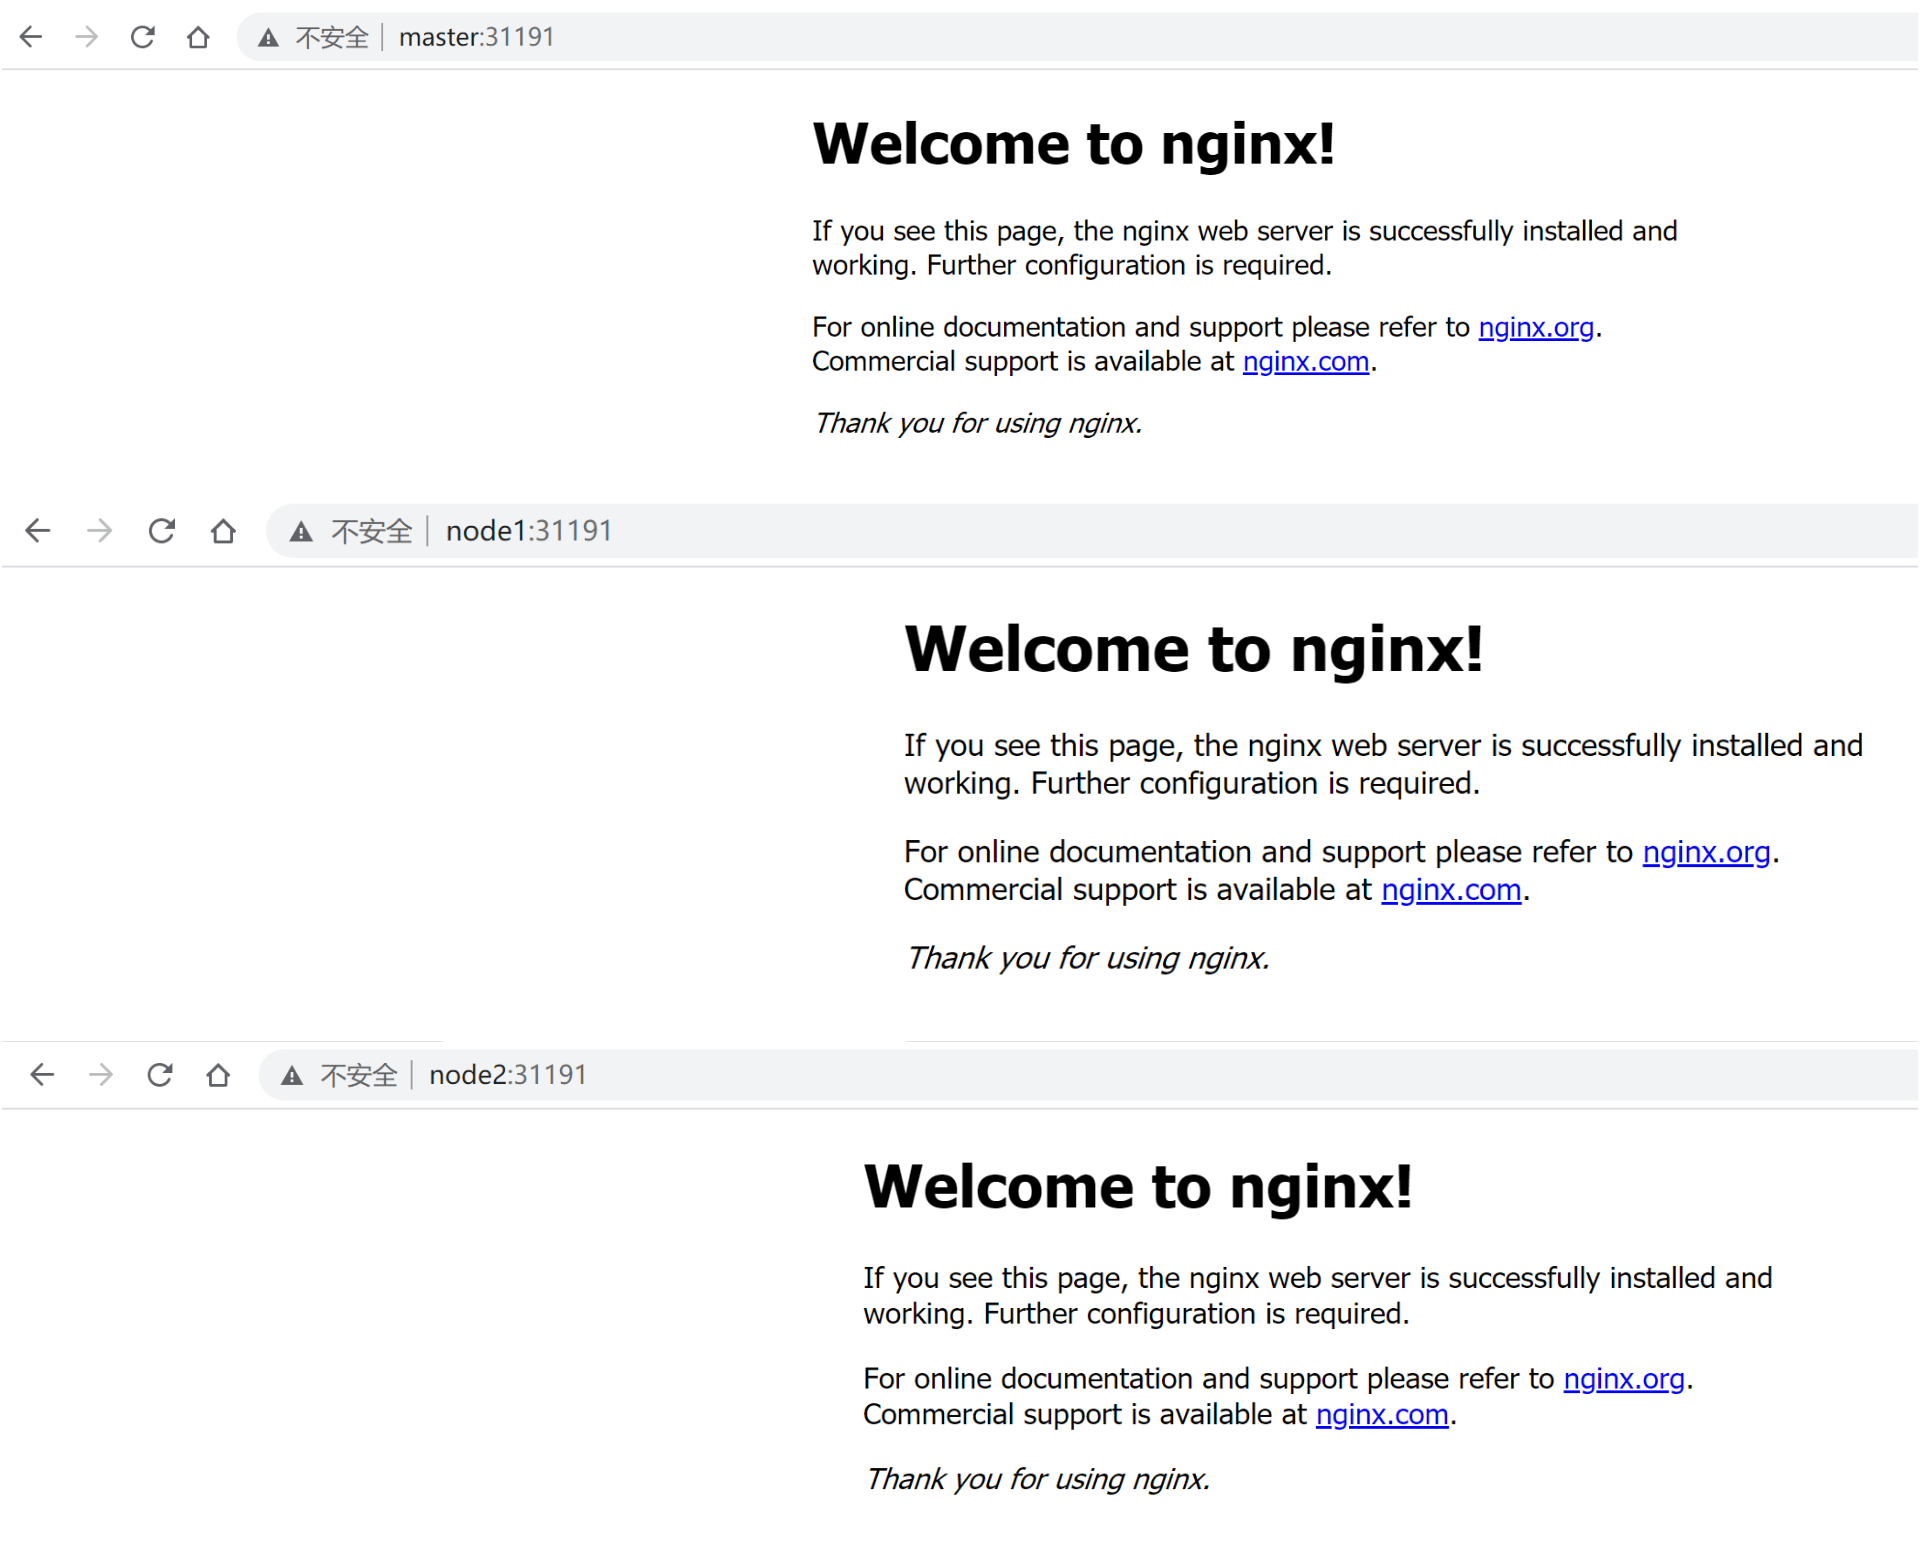 不安全 master:31191
Welcome to nginx!
If you see this page, the nginx web server is successfully installed and
working. Further configuration is required.
For online documentation and support please refer to nginx.org.
Commercial support is available at nginx.com.
Thank you for using nginx.
不安全 node1:31191
Welcome to nginx!
If you see this page, the nginx web server is successfully installed and
working. Further configuration is required.
For online documentation and support please refer to nginx.org.
Commercial support is available at nginx.com.
Thank you for using nginx.
不安全 node2:31191
Welcome to nginx!
If you see this page, the nginx web server is successfully installed and
working. Further configuration is required.
For online documentation and support please refer to nginx.org.
Commercial support is available at nginx.com.
Thank you for using nginx.